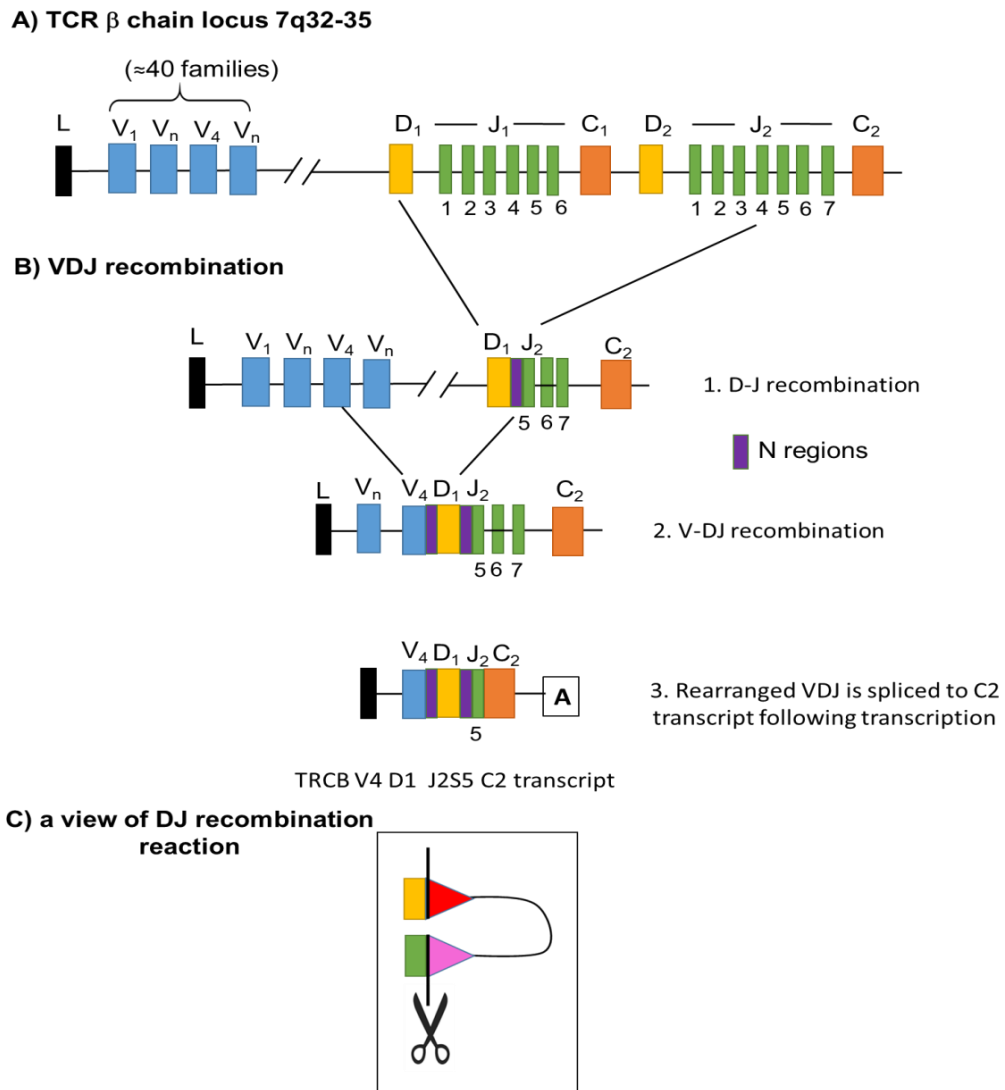 A) TCR β chain locus 7q32-35
(≈40 families)
L V₁ Vₙ V₄ Vₙ D₁ J₁ C₁ D₂ J₂ C₂
1 2 3 4 5 6 1 2 3 4 5 6 7
B) VDJ recombination
L V₁ Vₙ V₄ Vₙ D₁ J₂ C₂
1. D-J recombination
5 6 7
N regions
L Vₙ V₄ D₁ J₂ C₂
2. V-DJ recombination
5 6 7
V₄ D₁ J₂ C₂
A
3. Rearranged VDJ is spliced to C2
transcript following transcription
5
TRCB V4 D1 J2S5 C2 transcript
C) a view of DJ recombination
reaction